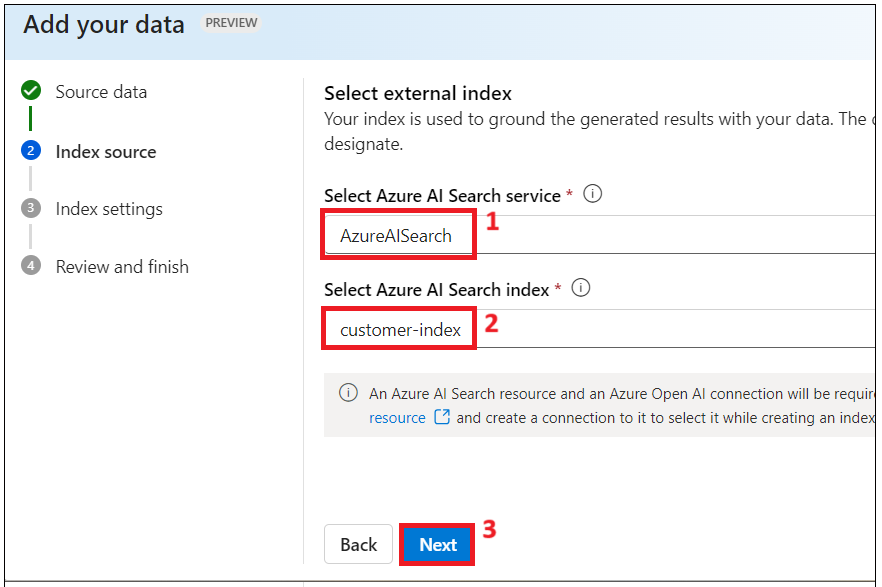 Add your data PREVIEW
Source data
2 Index source
3 Index settings
4 Review and finish
Select external index
Your index is used to ground the generated results with your data. The
designate.
Select Azure AI Search service *
AzureAISearch 1
Select Azure AI Search index *
customer-index 2
An Azure AI Search resource and an Azure Open AI connection will be
resource and create a connection to it to select it while creating an index
Back Next 3